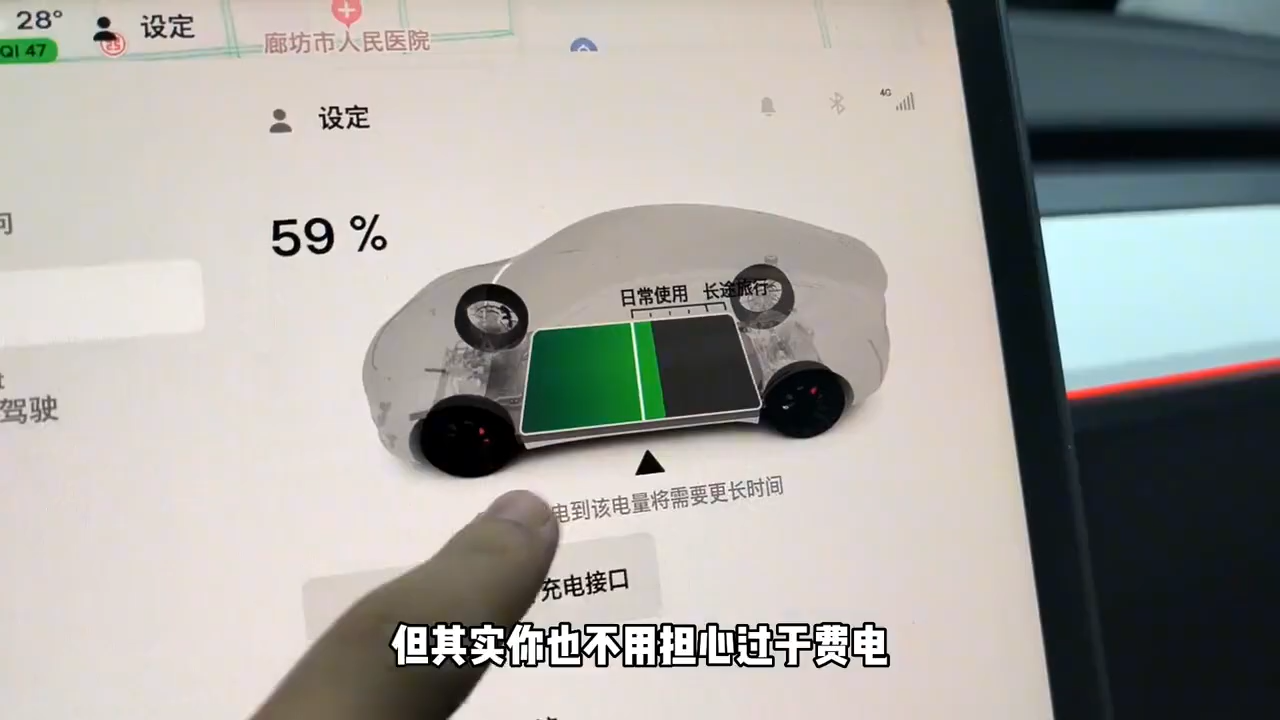 28° 设定
QI 47
25
廊坊市人民医院
设定
4G
问
59 %
日常使用 长途旅行
t
驾驶
电到该电量将需要更长时间
充电接口
但其实你也不用担心过于费电